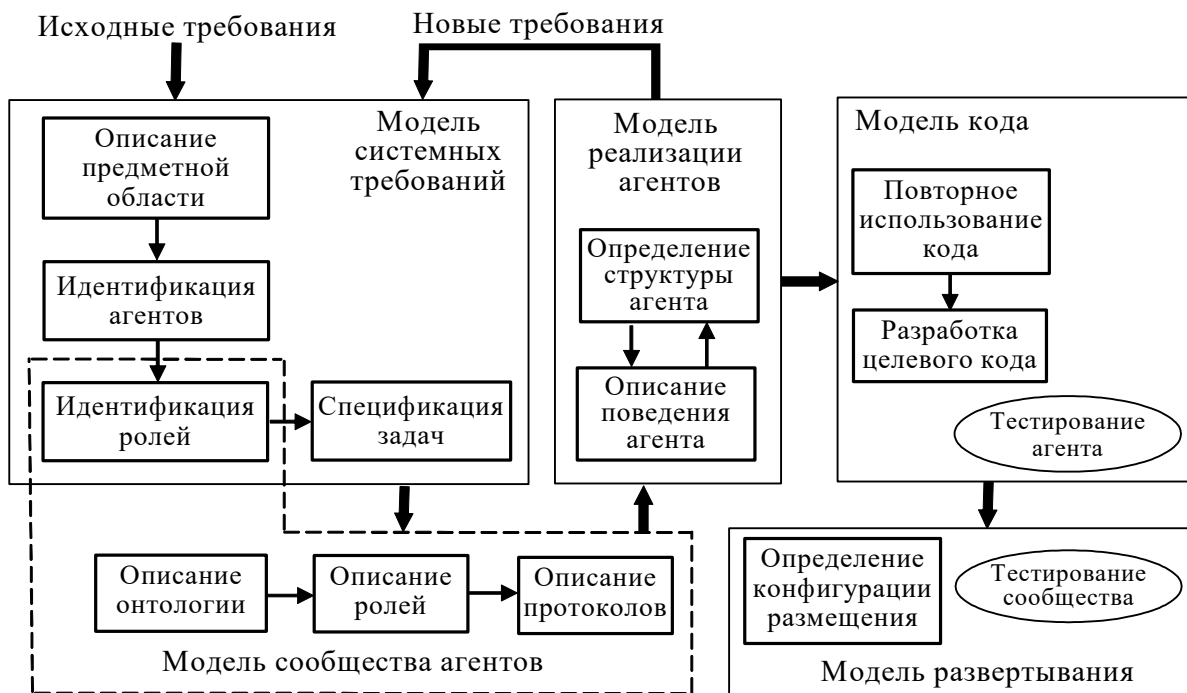 Исходные требования
Новые требования
Модель
системных
требований
Описание
предметной
области
Идентификация
агентов
Идентификация
ролей
Спецификация
задач
Модель
реализации
агентов
Определение
структуры
агента
Описание
поведения
агента
Модель кода
Повторное
использование
кода
Разработка
целевого кода
Тестирование
агента
Описание
онтологии
Описание
ролей
Описание
протоколов
Модель сообщества агентов
Определение
конфигурации
размещения
Тестирование
сообщества
Модель развертывания